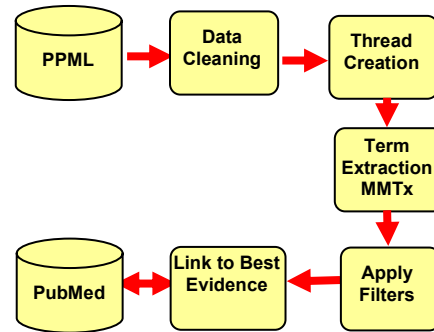 PPML
Data
Cleaning
Thread
Creation
Term
Extraction
MMTx
Apply
Filters
Link to Best
Evidence
PubMed